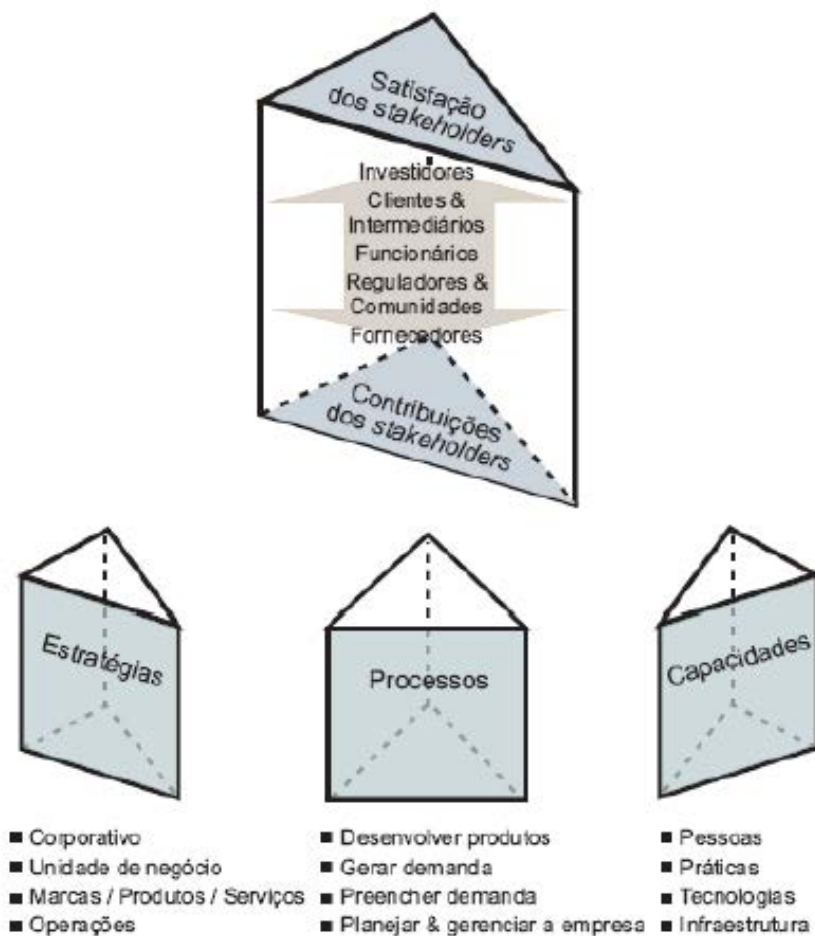 Satisfação
dos stakeholders
Investidores
Clientes &
Intermediários
Funcionários
Reguladores &
Comunidades
Fornecedores
Contribuições
dos stakeholders
Estratégias
Processos
Capacidades
■ Corporativo
■ Unidade de negócio
■ Marcas / Produtos / Serviços
■ Operações
■ Desenvolver produtos
■ Gerar demanda
■ Preencher demanda
■ Planejar & gerenciar a empresa
■ Pessoas
■ Práticas
■ Tecnologias
■ Infraestrutura